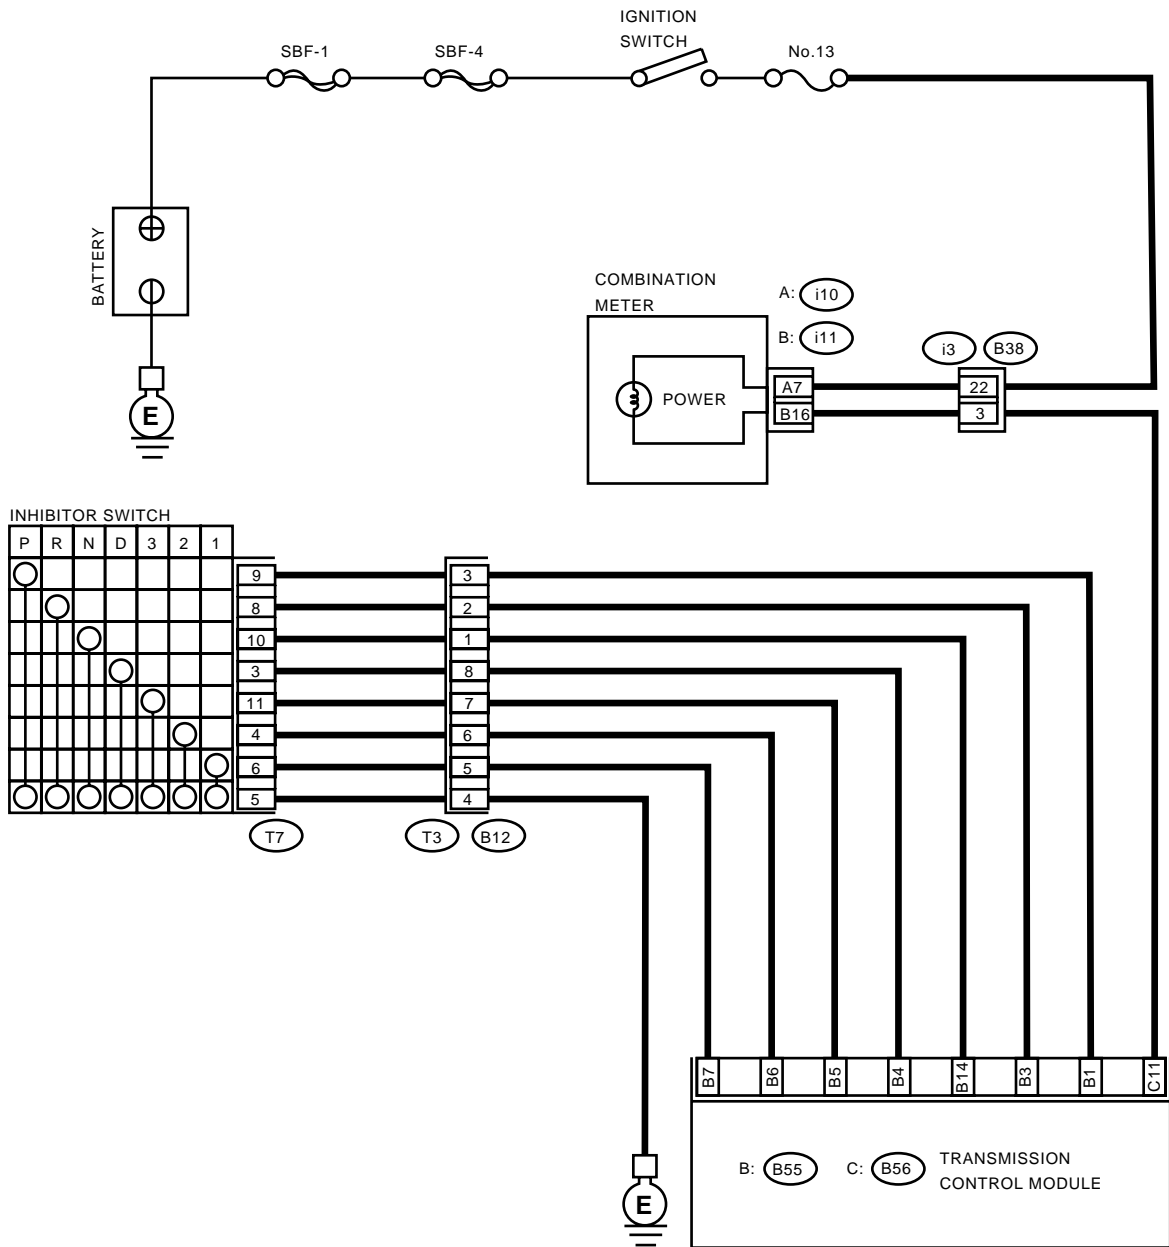 IGNITION
SWITCH
SBF-1
SBF-4
No.13
BATTERY
E
COMBINATION
METER
A: i10
B: i11
i3
B38
POWER
A7
22
B16
3
INHIBITOR SWITCH
P R N D 3 2 1
9 3
8 2
10 1
3 8
11 7
4 6
6 5
5 4
T7
T3
B12
B7 B6 B5 B4 B14 B3 B1 C11
B: B55 C: B56
TRANSMISSION
CONTROL MODULE
E